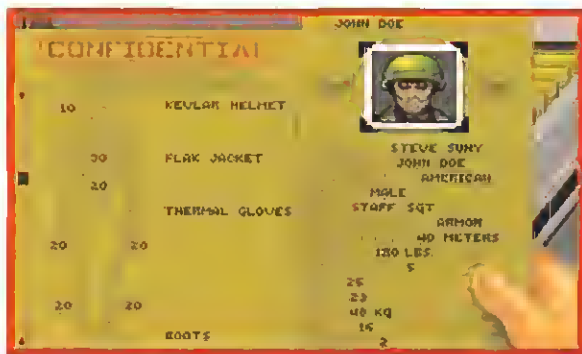 JOHN DOE
CONFIDENTIAL
10 KEVLAR HELMET
30 FLAK JACKET
20
THERMAL GLOVES
20 20
20 20
BOOTS
STEVE SUNY
JOHN DOE
AMERICAN
MALE
STAFF SGT
ARMOR
40 METERS
180 LBS.
5
26
23
40 KG
16
2